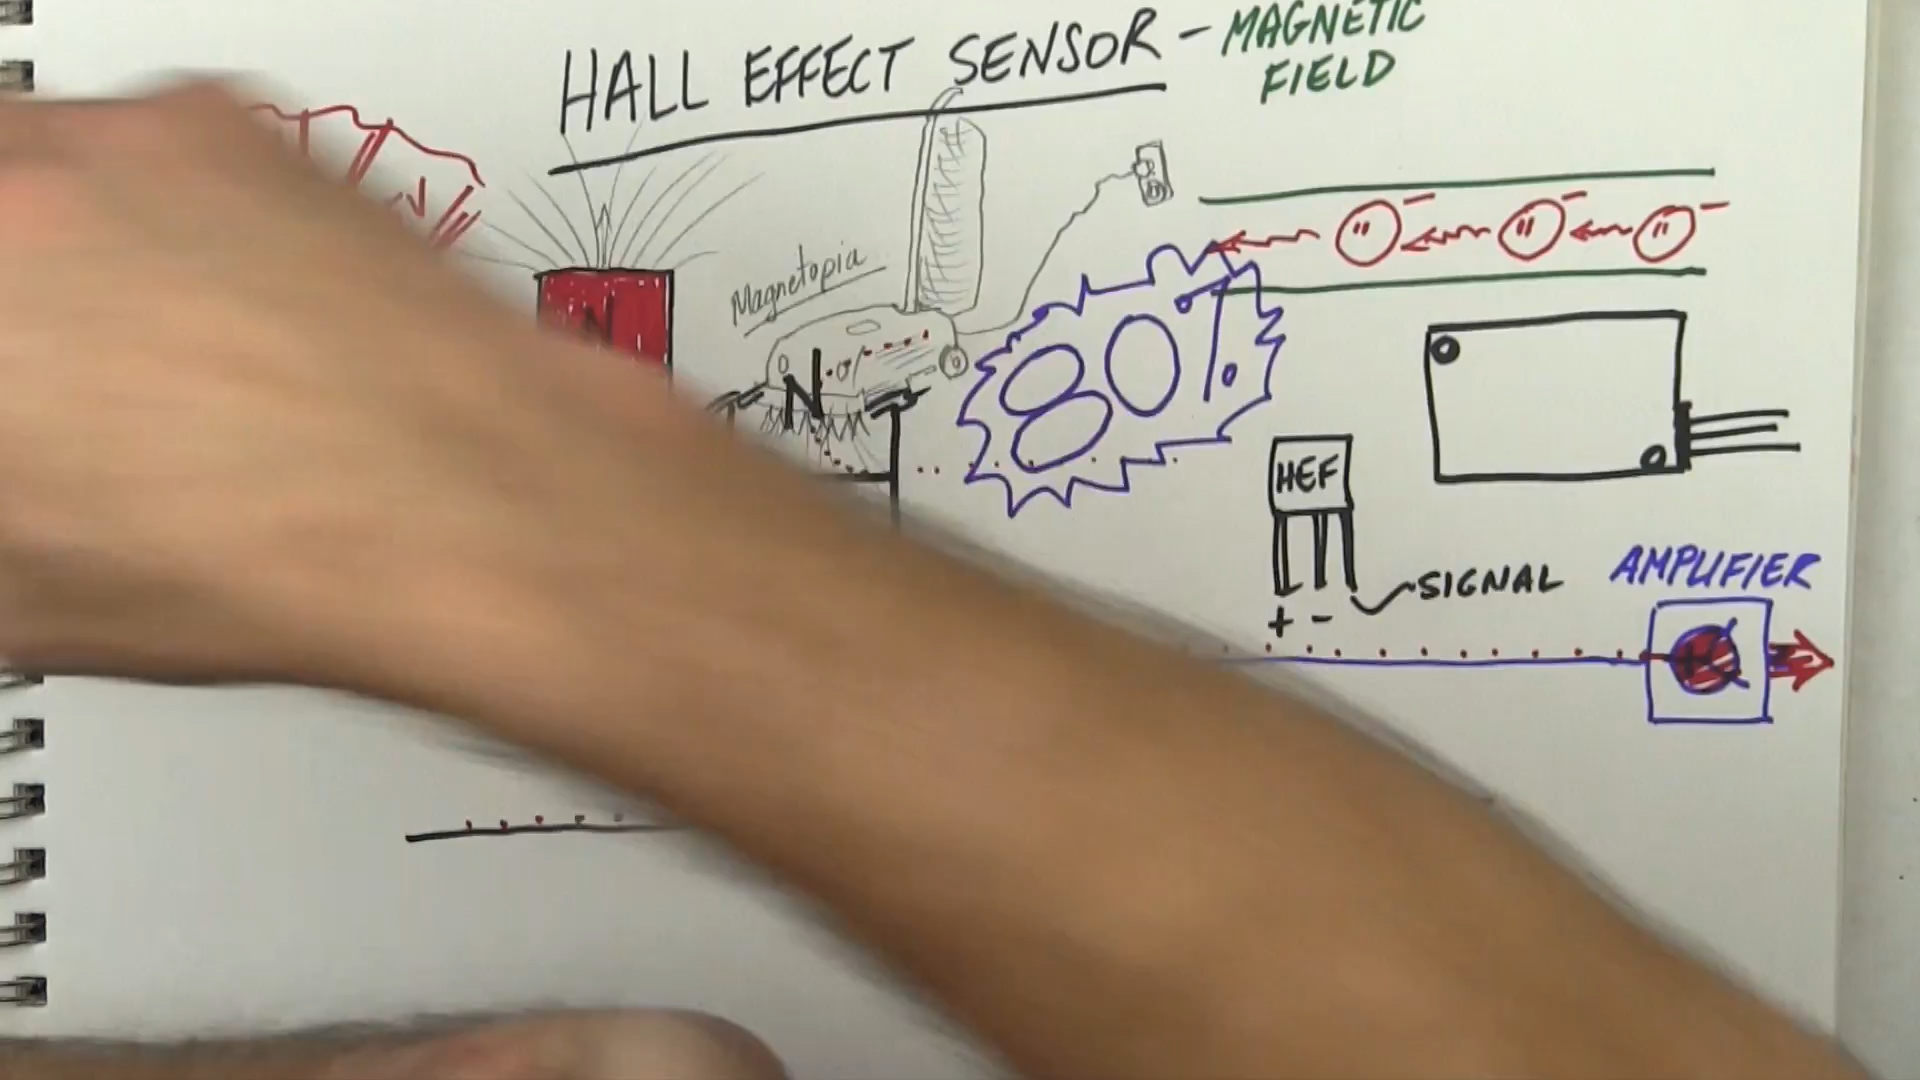 HALL EFFECT SENSOR - MAGNETIC
FIELD
N
Magnetopia
N
80%
HEF
SIGNAL
+ -
AMPLIFIER